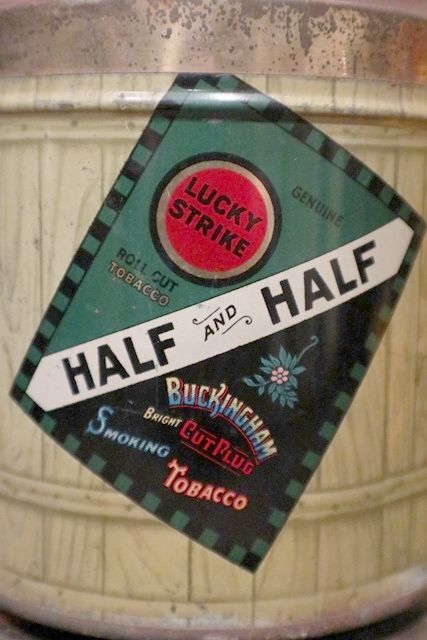 LUCKY
STRIKE
GENUINE
ROLL CUT
TOBACCO
HALF AND HALF
BUCKINGHAM
BRIGHT CUT PLUG
SMOKING
TOBACCO